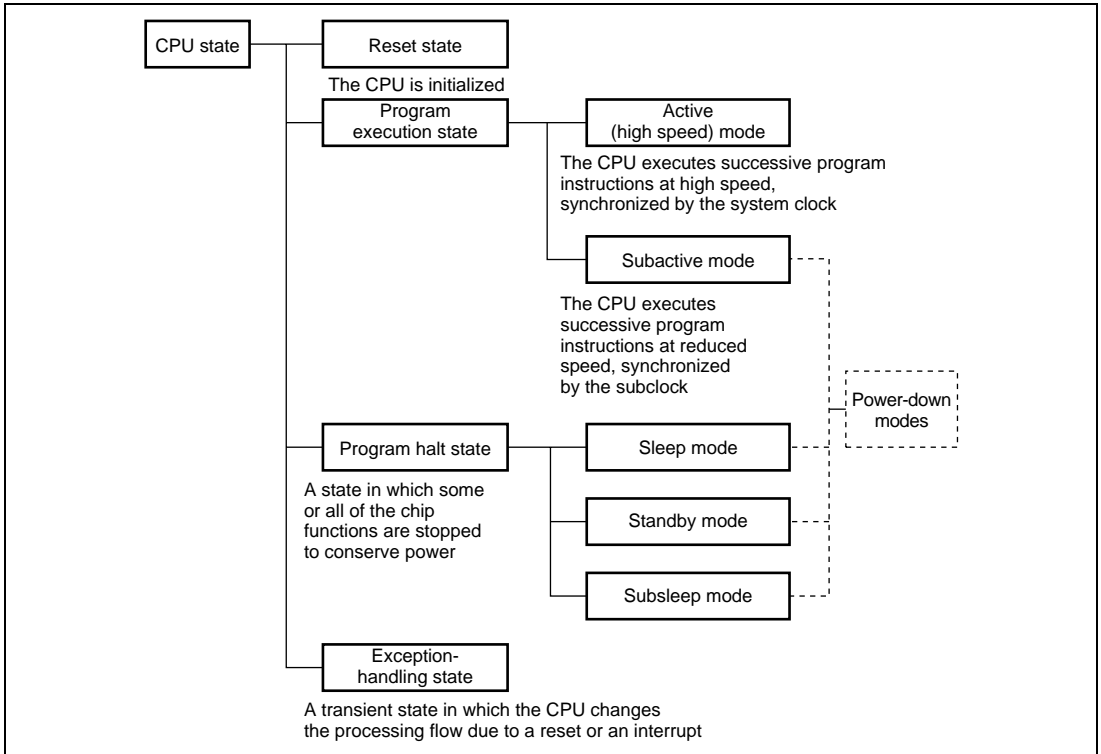 CPU state
Reset state
The CPU is initialized
Program
execution state
Active
(high speed) mode
The CPU executes successive program
instructions at high speed,
synchronized by the system clock
Subactive mode
The CPU executes
successive program
instructions at reduced
speed, synchronized
by the subclock
Power-down
modes
Program halt state
Sleep mode
A state in which some
or all of the chip
functions are stopped
to conserve power
Standby mode
Subsleep mode
Exception-
handling state
A transient state in which the CPU changes
the processing flow due to a reset or an interrupt